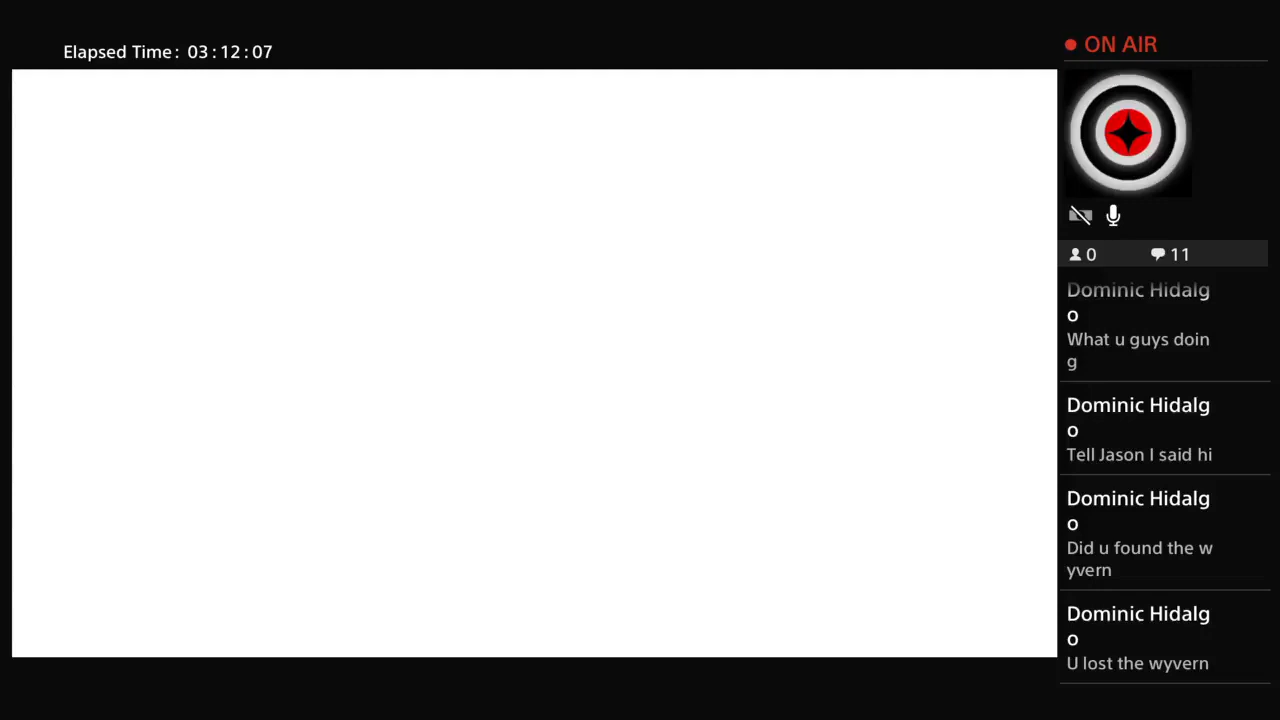 Elapsed Time: 03:12:07
ON AIR
0 11
Dominic Hidalg
o
What u guys doin
g
Dominic Hidalg
o
Tell Jason I said hi
Dominic Hidalg
o
Did u found the w
yvern
Dominic Hidalg
o
U lost the wyvern